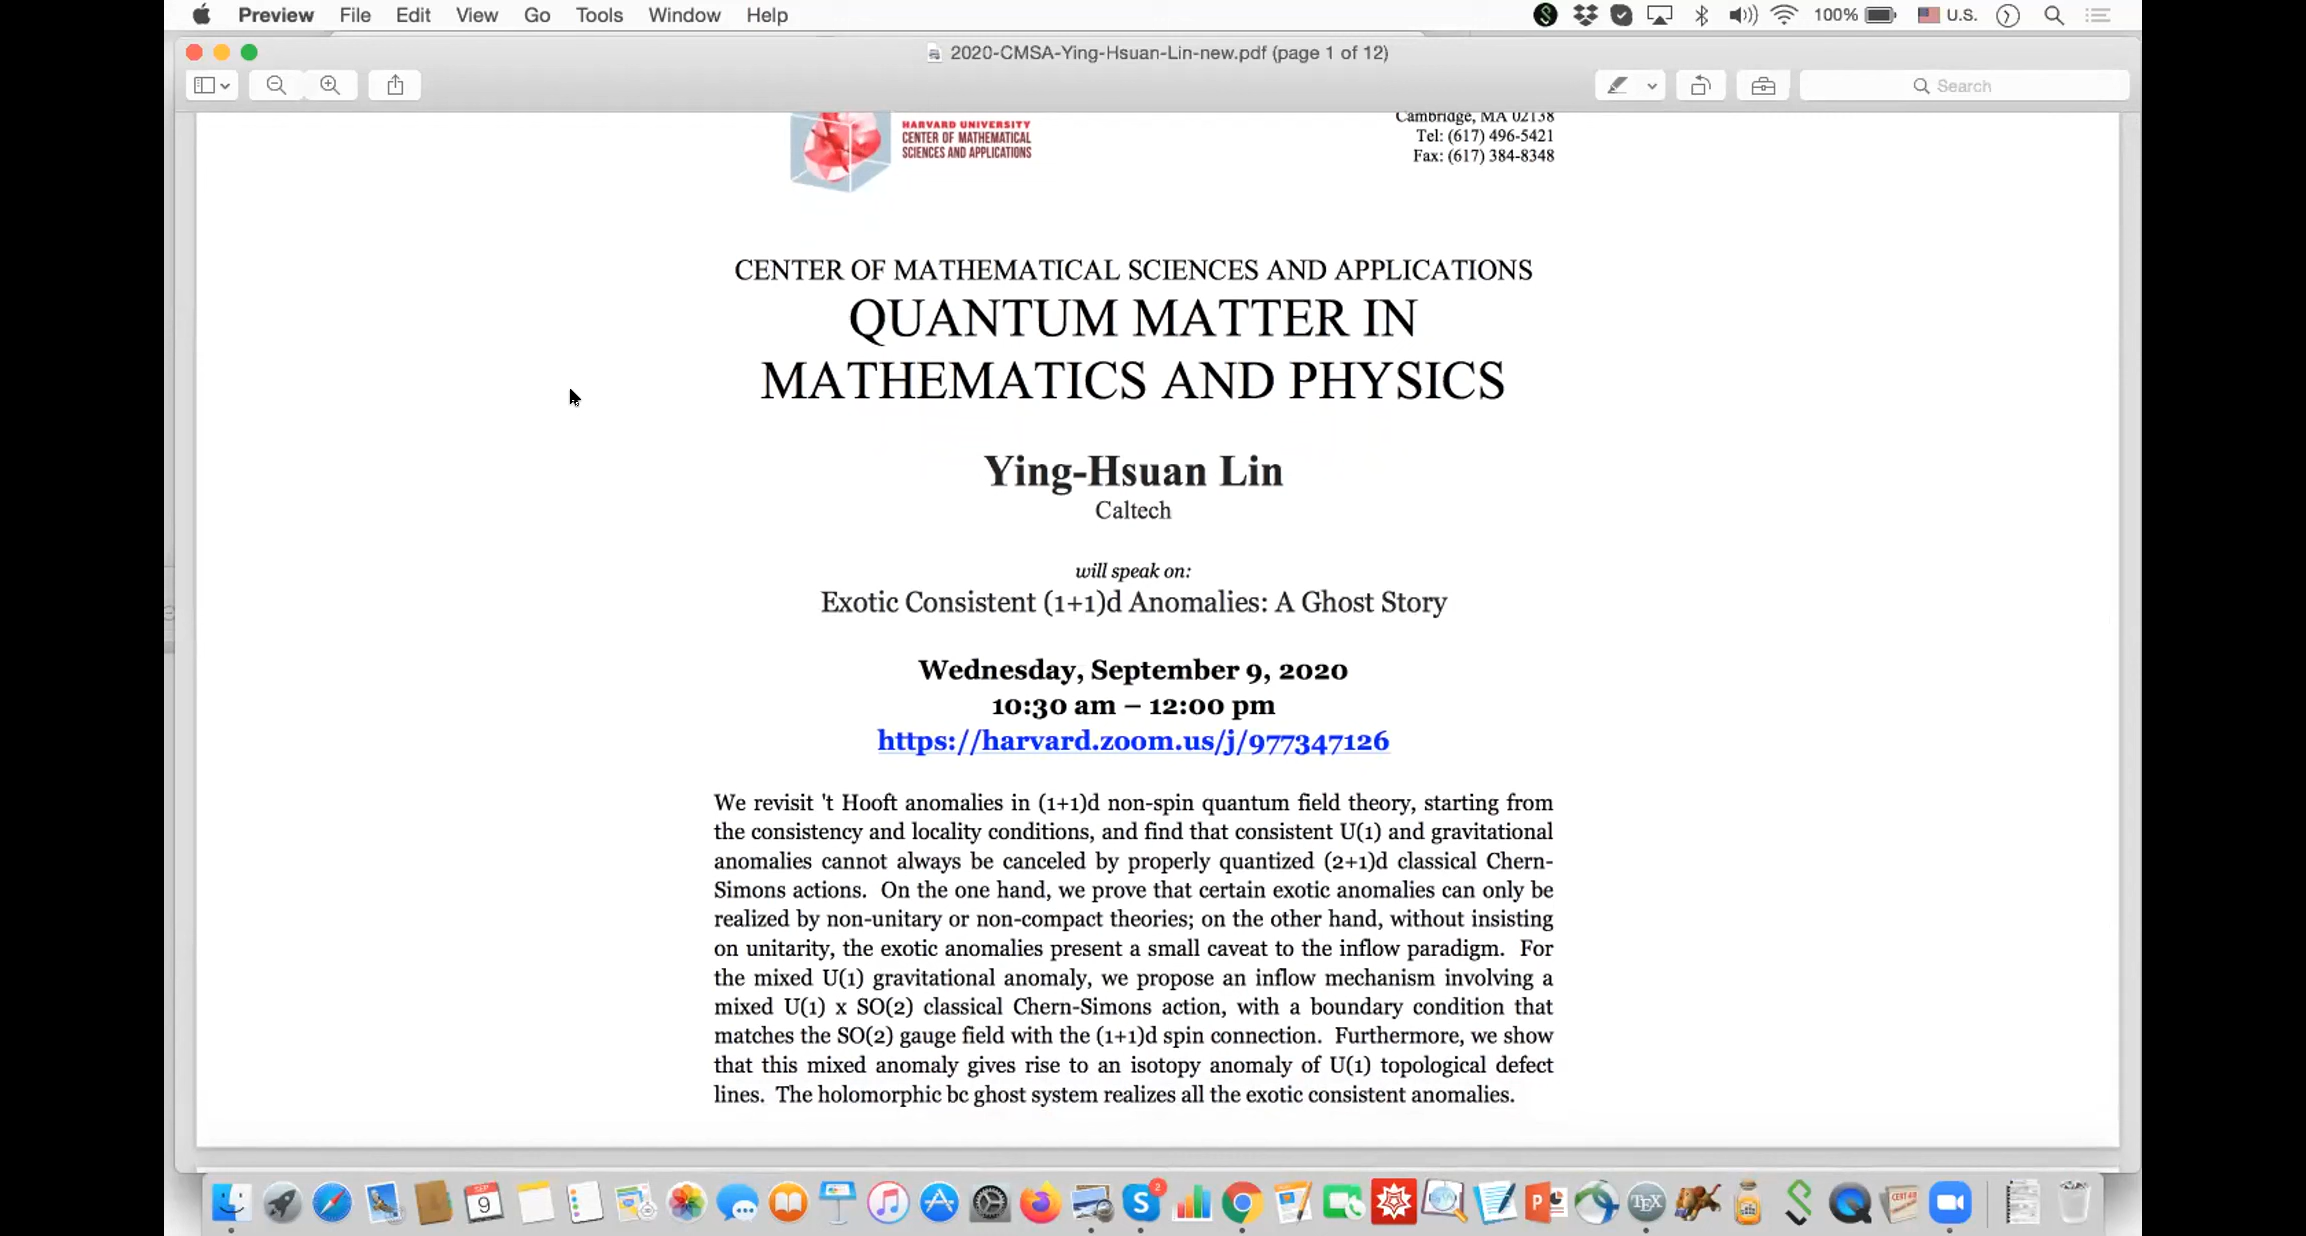 Preview File Edit View Go Tools Window Help 100% U.S.
2020-CMSA-Ying-Hsuan-Lin-new.pdf (page 1 of 12)
Search
HARVARD UNIVERSITY
CENTER OF MATHEMATICAL
SCIENCES AND APPLICATIONS
Cambridge, MA 02138
Tel: (617) 496-5421
Fax: (617) 384-8348
CENTER OF MATHEMATICAL SCIENCES AND APPLICATIONS
QUANTUM MATTER IN
MATHEMATICS AND PHYSICS
Ying-Hsuan Lin
Caltech
will speak on:
Exotic Consistent (1+1)d Anomalies: A Ghost Story
Wednesday, September 9, 2020
10:30 am – 12:00 pm
https://harvard.zoom.us/j/977347126
We revisit 't Hooft anomalies in (1+1)d non-spin quantum field theory, starting from
the consistency and locality conditions, and find that consistent U(1) and gravitational
anomalies cannot always be canceled by properly quantized (2+1)d classical Chern-
Simons actions. On the one hand, we prove that certain exotic anomalies can only be
realized by non-unitary or non-compact theories; on the other hand, without insisting
on unitarity, the exotic anomalies present a small caveat to the inflow paradigm. For
the mixed U(1) gravitational anomaly, we propose an inflow mechanism involving a
mixed U(1) x SO(2) classical Chern-Simons action, with a boundary condition that
matches the SO(2) gauge field with the (1+1)d spin connection. Furthermore, we show
that this mixed anomaly gives rise to an isotopy anomaly of U(1) topological defect
lines. The holomorphic bc ghost system realizes all the exotic consistent anomalies.
SEP
9
2
TEX